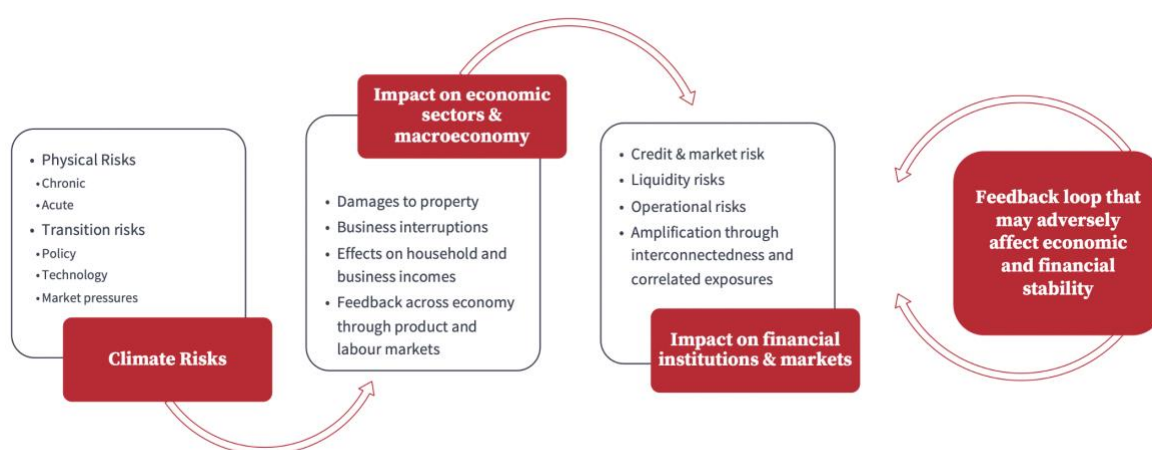 • Physical Risks
• Chronic
• Acute
• Transition risks
• Policy
• Technology
• Market pressures
Climate Risks
Impact on economic
sectors &
macroeconomy
• Damages to property
• Business interruptions
• Effects on household and
business incomes
• Feedback across economy
through product and
labour markets
• Credit & market risk
• Liquidity risks
• Operational risks
• Amplification through
interconnectedness and
correlated exposures
Impact on financial
institutions & markets
Feedback loop that
may adversely
affect economic
and financial
stability